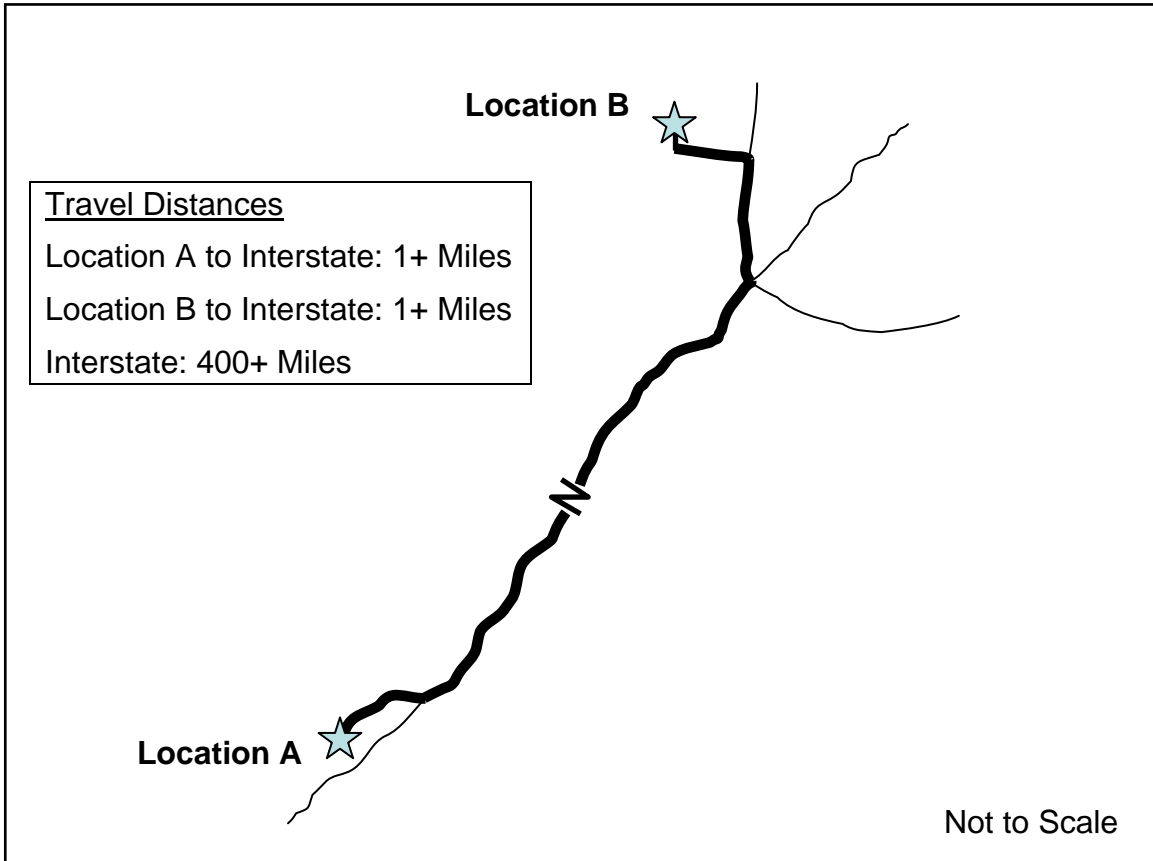 Location B
Travel Distances
Location A to Interstate: 1+ Miles
Location B to Interstate: 1+ Miles
Interstate: 400+ Miles
Location A
Not to Scale